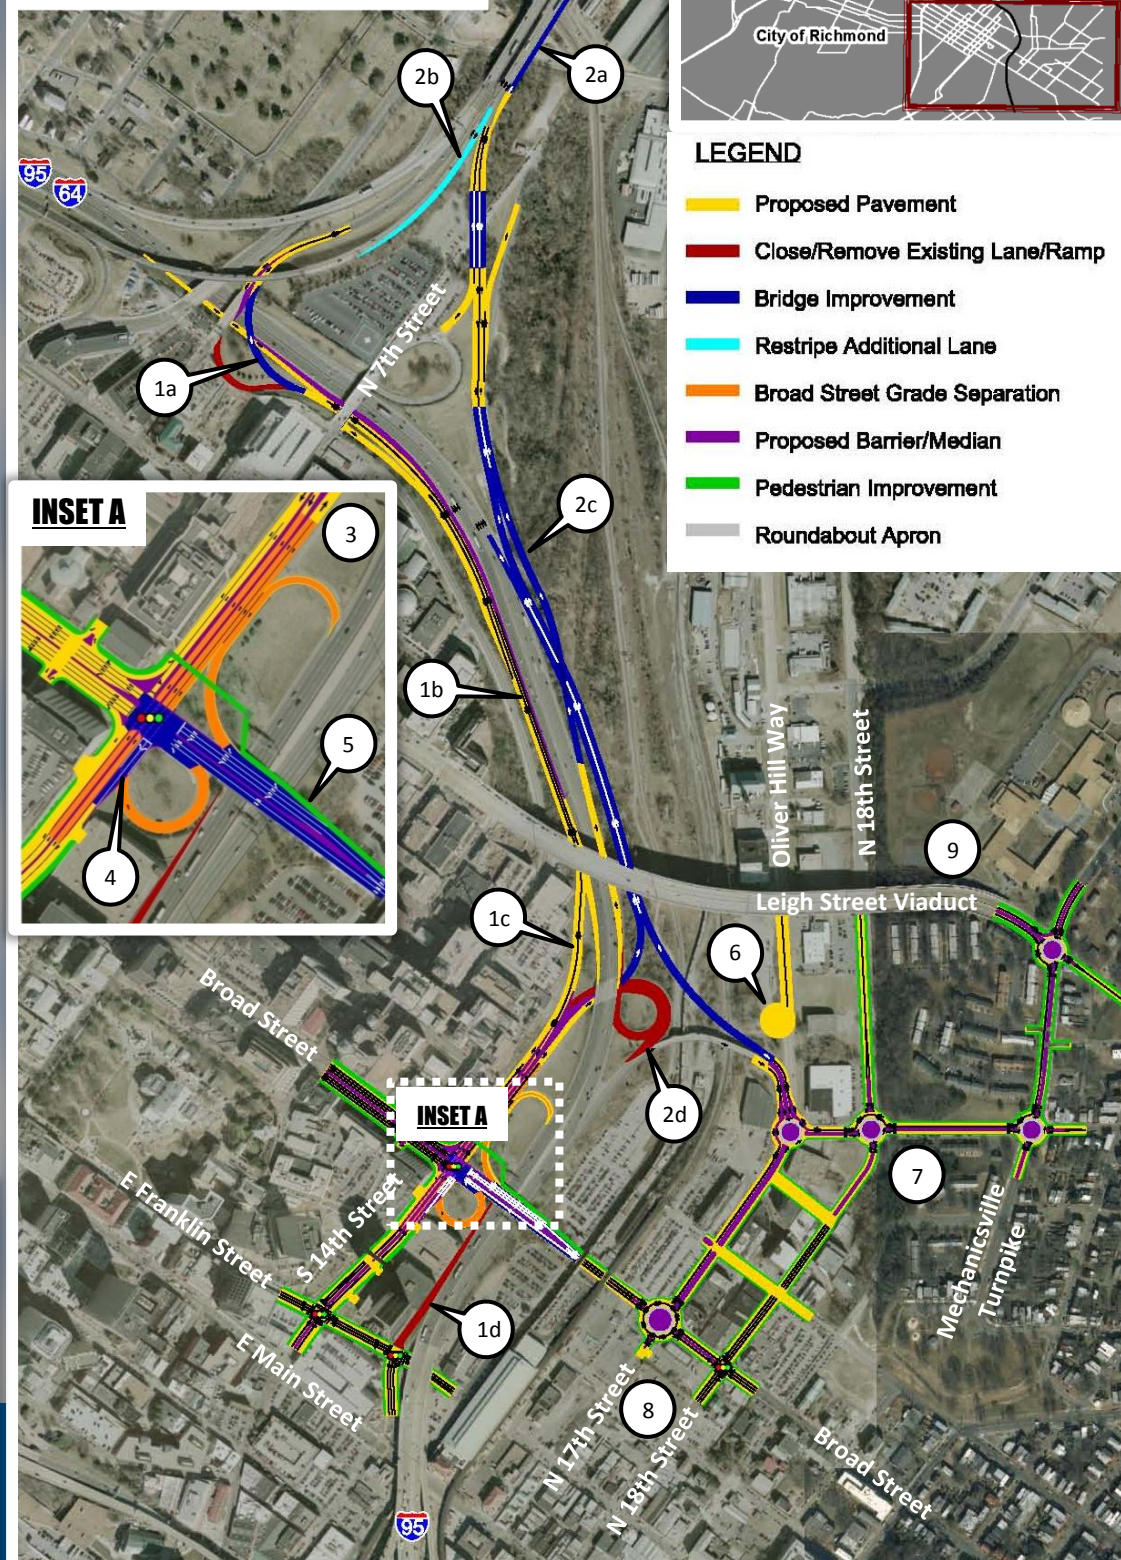 City of Richmond
2b
2a
95
64
LEGEND
Proposed Pavement
Close/Remove Existing Lane/Ramp
Bridge Improvement
Restripe Additional Lane
Broad Street Grade Separation
Proposed Barrier/Median
Pedestrian Improvement
Roundabout Apron
N 7th Street
1a
INSET A
3
5
4
2c
1b
Oliver Hill Way
N 18th Street
9
Leigh Street Viaduct
1c
6
Broad Street
INSET A
2d
7
E Franklin Street
S 14th Street
Mechanicsville
Turnpike
1d
E Main Street
N 17th Street
8
N 18th Street
Broad Street
95